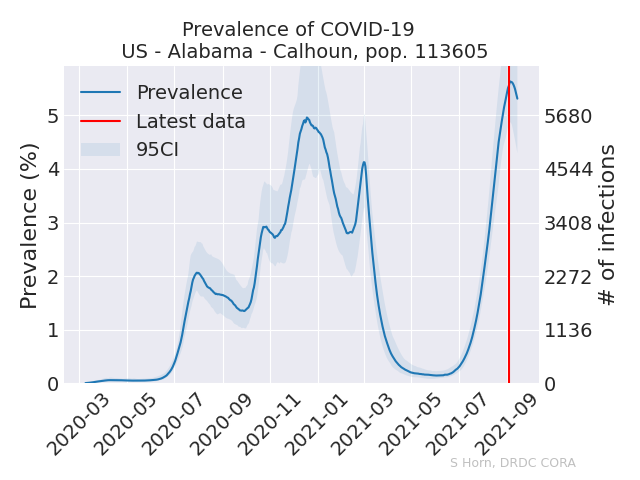 Prevalence of COVID-19
US - Alabama - Calhoun, pop. 113605
Prevalence
Latest data
95CI
Prevalence (%)
5
4
3
2
1
0
5680
4544
3408
2272
1136
0
# of infections
2020-03
2020-05
2020-07
2020-09
2020-11
2021-01
2021-03
2021-05
2021-07
2021-09
S Horn, DRDC CORA